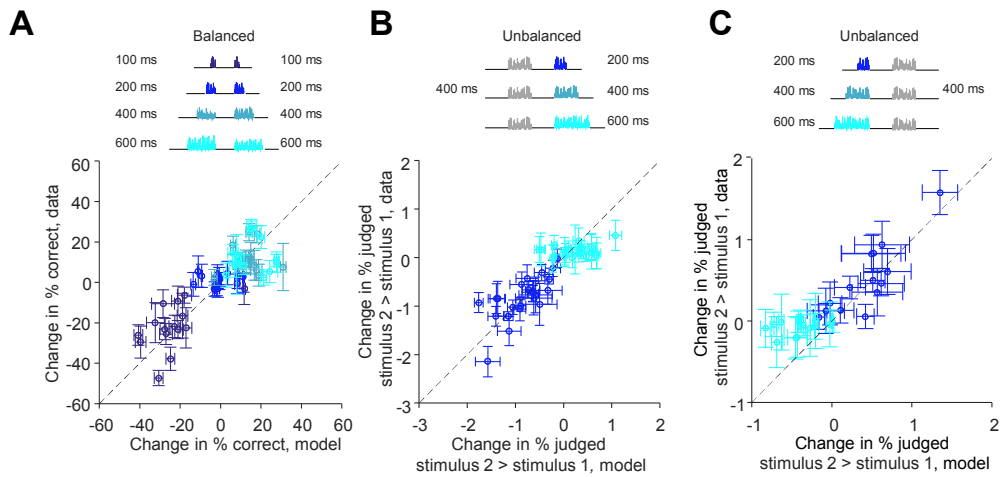 A
Balanced
100 ms
100 ms
200 ms
200 ms
400 ms
400 ms
600 ms
600 ms
60
40
20
0
-20
-40
-60
-60
-40
-20
0
20
40
60
Change in % correct, data
Change in % correct, model
B
Unbalanced
200 ms
400 ms
400 ms
600 ms
2
1
0
-1
-2
-3
-3
-2
-1
0
1
2
Change in % judged
stimulus 2 > stimulus 1, data
Change in % judged
stimulus 2 > stimulus 1, model
C
Unbalanced
200 ms
400 ms
400 ms
600 ms
2
1
0
-1
-1
0
1
2
Change in % judged
stimulus 2 > stimulus 1, data
Change in % judged
stimulus 2 > stimulus 1, model